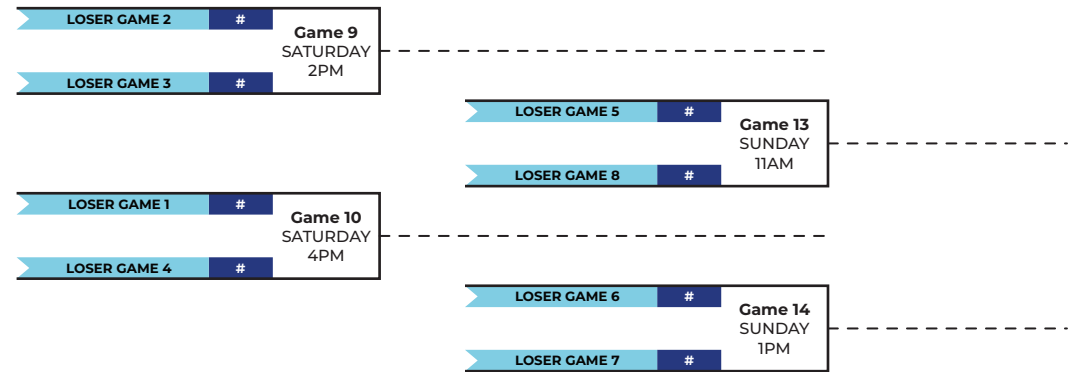 LOSER GAME 2 #
Game 9
SATURDAY
2PM
LOSER GAME 3 #
LOSER GAME 5 #
Game 13
SUNDAY
11AM
LOSER GAME 8 #
LOSER GAME 1 #
Game 10
SATURDAY
4PM
LOSER GAME 4 #
LOSER GAME 6 #
Game 14
SUNDAY
1PM
LOSER GAME 7 #